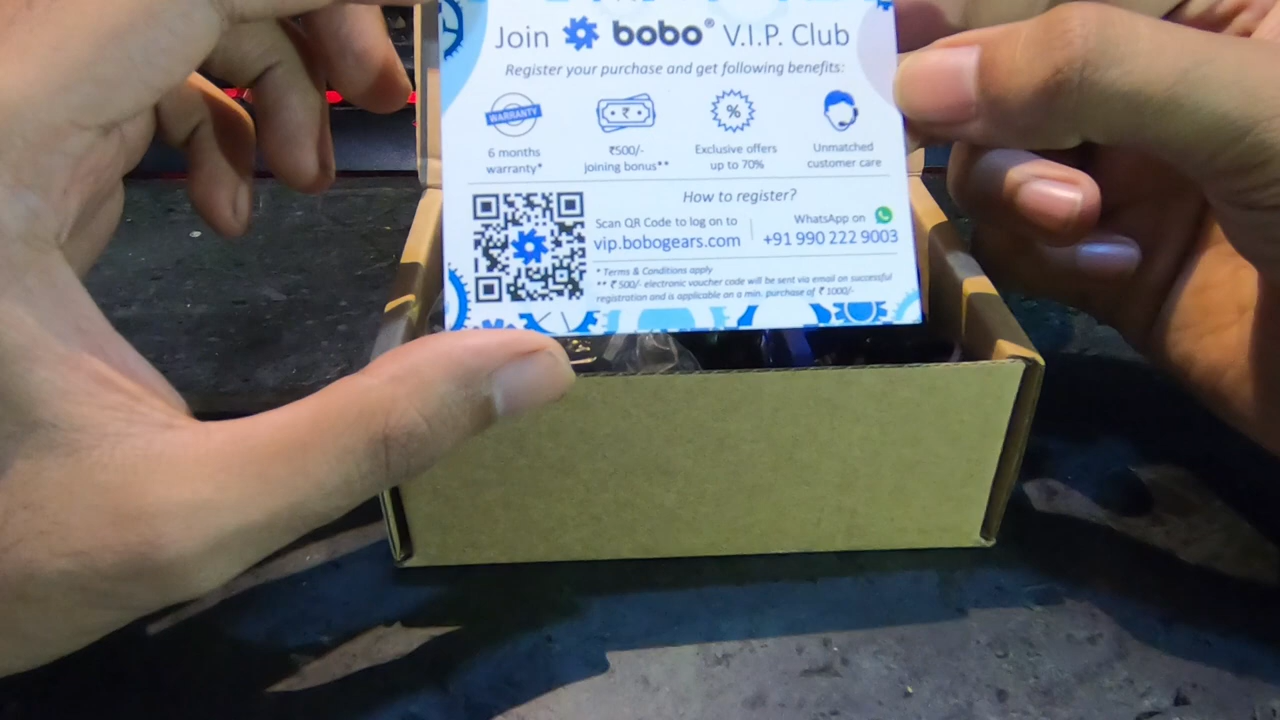 Join bobo® V.I.P. Club
Register your purchase and get following benefits:
WARRANTY
6 months
warranty*
₹
₹500/-
joining bonus**
%
Exclusive offers
up to 70%
Unmatched
customer care
How to register?
Scan QR Code to log on to
vip.bobogears.com
WhatsApp on
+91 990 222 9003
* Terms & Conditions apply
** ₹ 500/- electronic voucher code will be sent via email on successful
registration and is applicable on a min. purchase of ₹ 1000/-